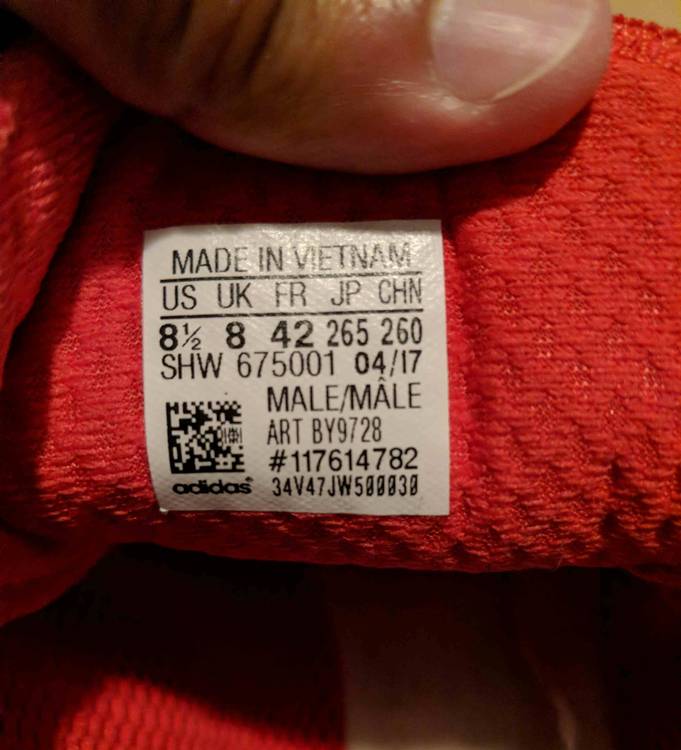 MADE IN VIETNAM
US UK FR JP CHN
8½ 8 42 265 260
SHW 675001 04/17
MALE/MÂLE
ART BY9728
#117614782
adidas® 34V47JW500030